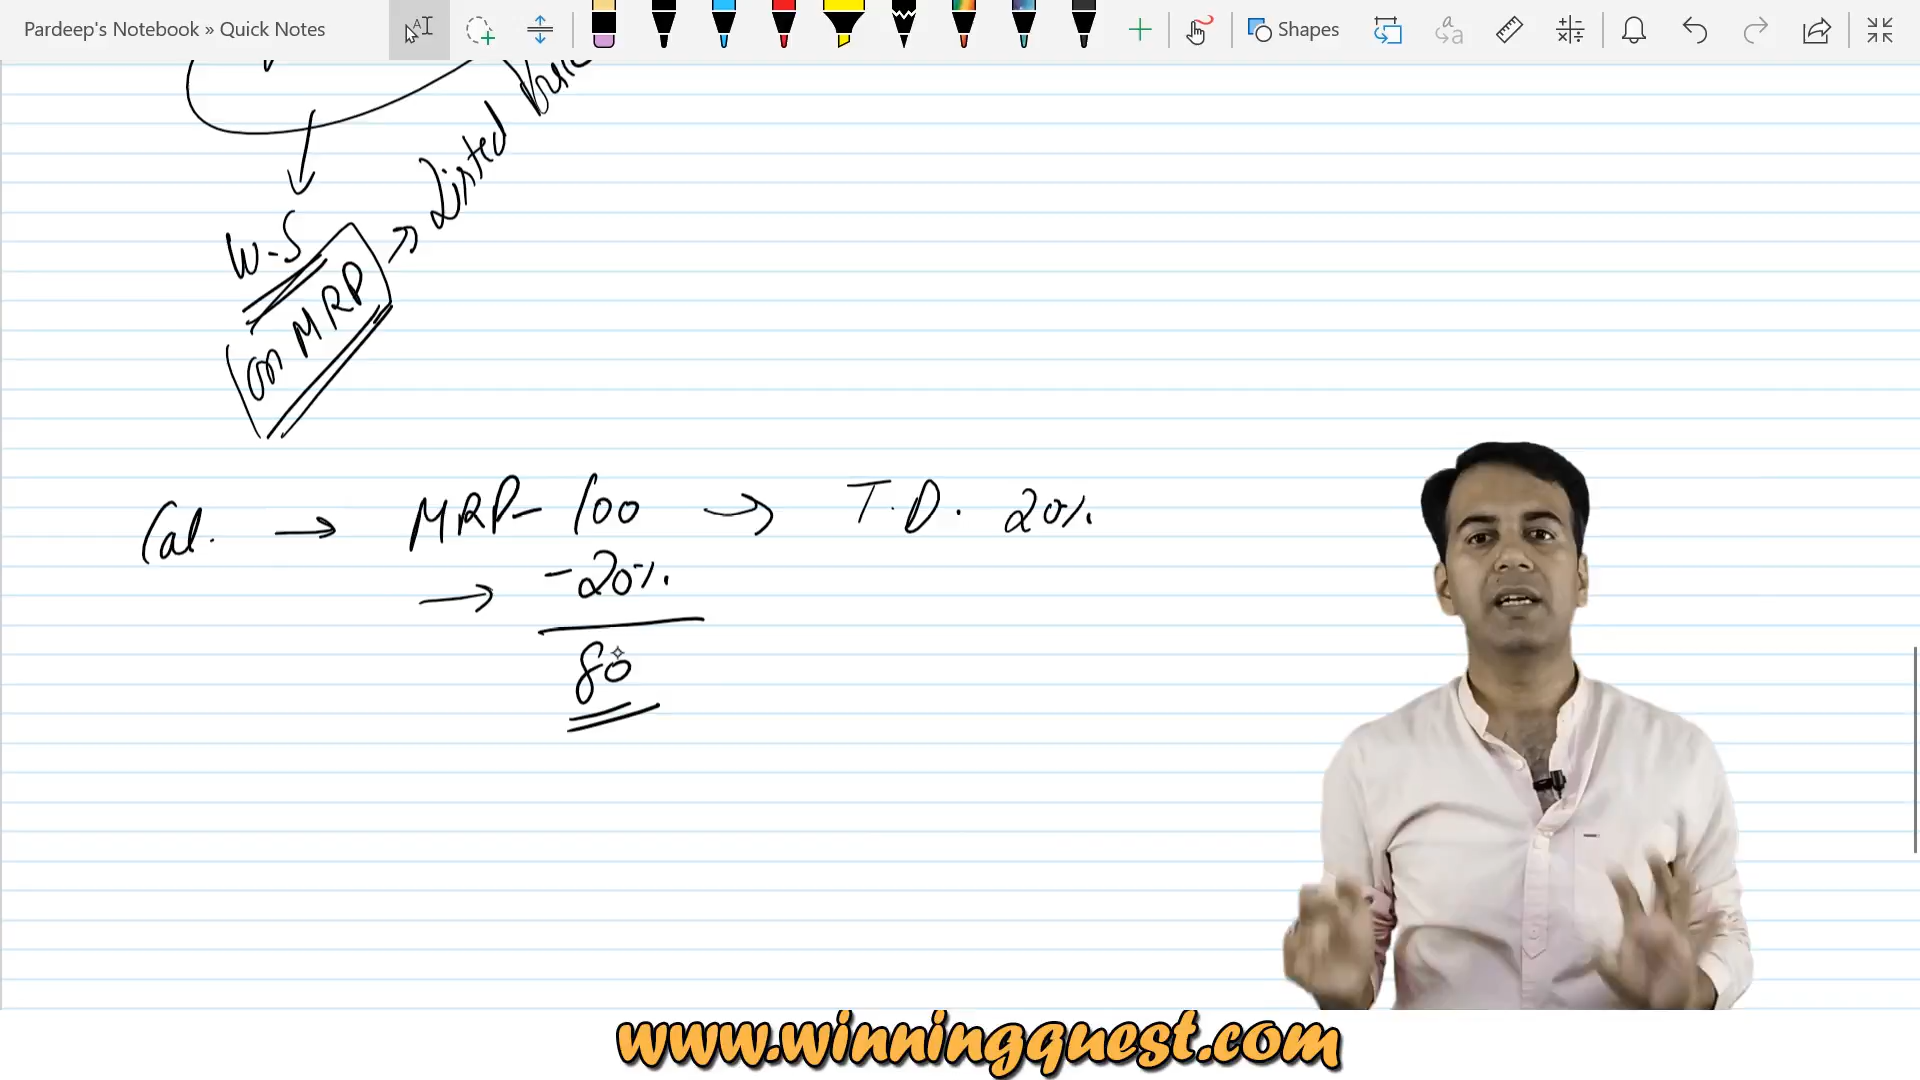 Pardeep's Notebook » Quick Notes
Shapes
Listed
W-S
on MRP
Cal. → MRP- 100 → T.D. 20%
→ -20%
80
www.winningquest.com